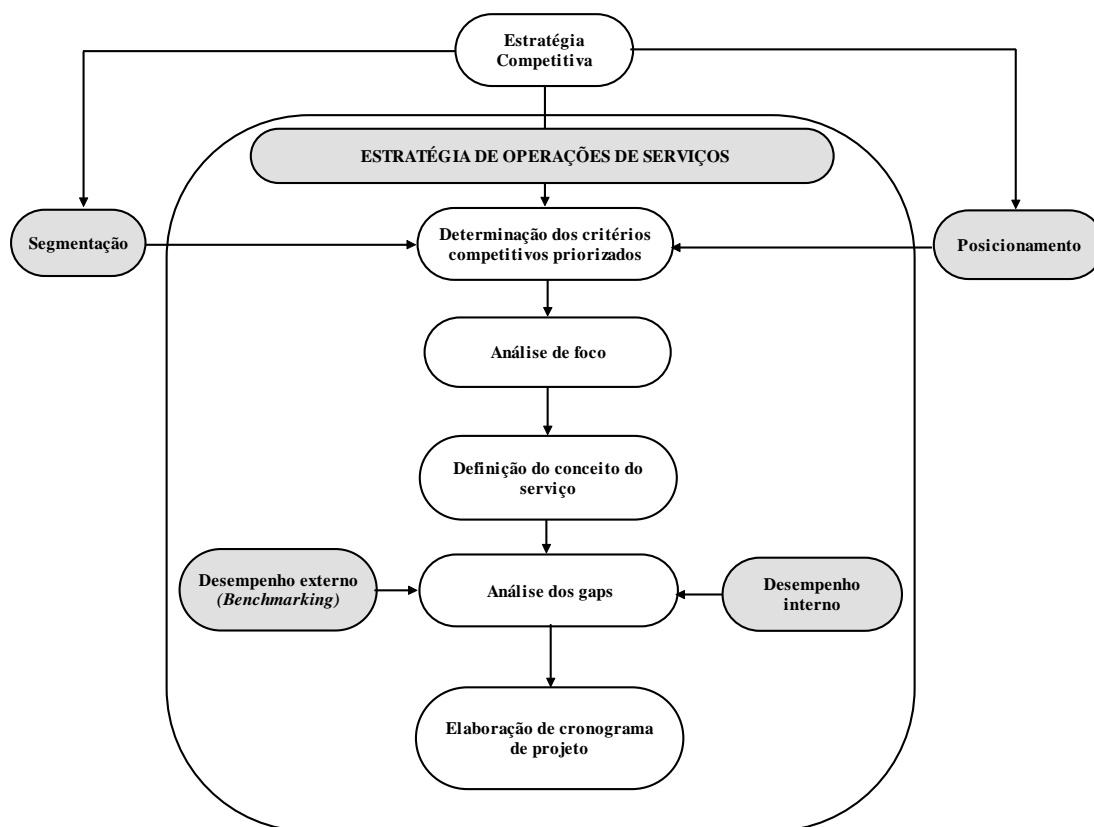 Estratégia
Competitiva
ESTRATÉGIA DE OPERAÇÕES DE SERVIÇOS
Segmentação
Determinação dos critérios
competitivos priorizados
Posicionamento
Análise de foco
Definição do conceito do
serviço
Desempenho externo
(Benchmarking)
Análise dos gaps
Desempenho
interno
Elaboração de cronograma
de projeto